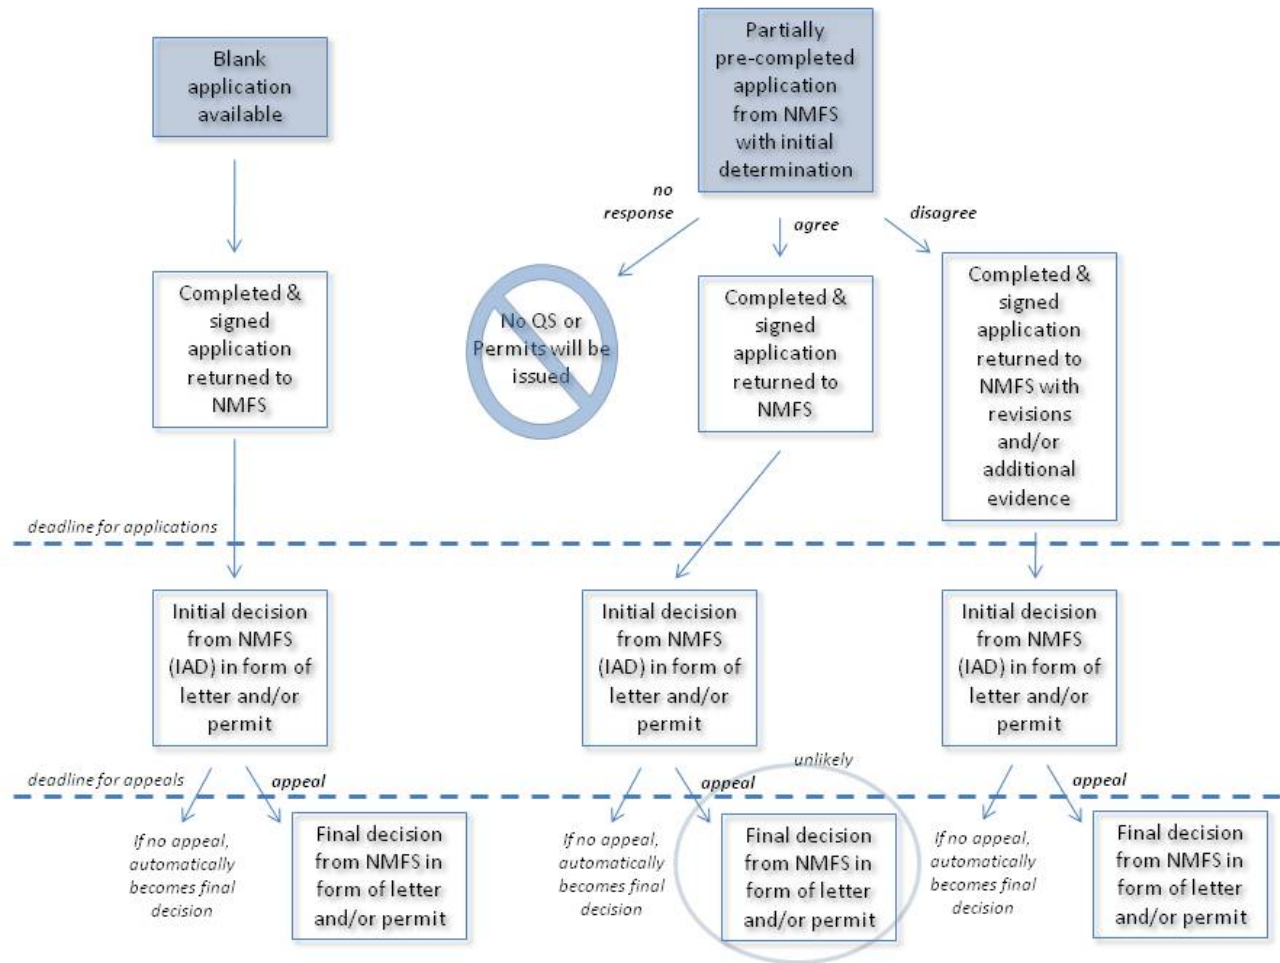 Blank
application
available
Partially
pre-completed
application
from NMFS
with initial
determination
no
response
agree
disagree
Completed &
signed
application
returned to
NMFS
No QS or
Permits will be
issued
Completed &
signed
application
returned to
NMFS
Completed &
signed
application
returned to
NMFS with
revisions
and/or
additional
evidence
deadline for applications
Initial decision
from NMFS
(IAD) in form of
letter and/or
permit
Initial decision
from NMFS
(IAD) in form of
letter and/or
permit
Initial decision
from NMFS
(IAD) in form of
letter and/or
permit
deadline for appeals
appeal
appeal
unlikely
appeal
If no appeal,
automatically
becomes final
decision
Final decision
from NMFS in
form of letter
and/or permit
If no appeal,
automatically
becomes final
decision
Final decision
from NMFS in
form of letter
and/or permit
If no appeal,
automatically
becomes final
decision
Final decision
from NMFS in
form of letter
and/or permit